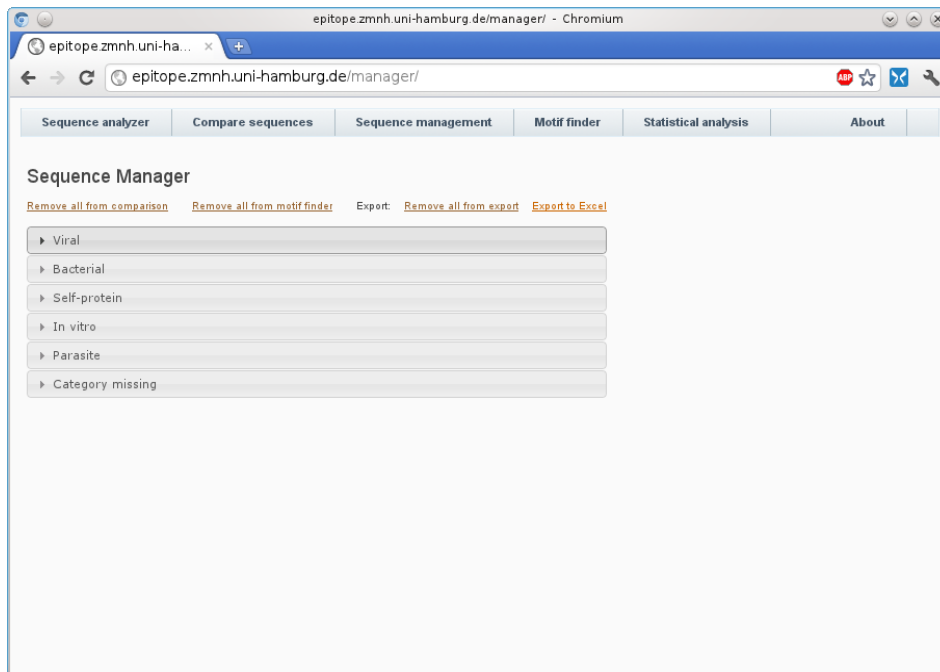 epitope.zmnh.uni-hamburg.de/manager/ - Chromium
epitope.zmnh.uni-ha...
epitope.zmnh.uni-hamburg.de/manager/
ABP
Sequence analyzer Compare sequences Sequence management Motif finder Statistical analysis About
Sequence Manager
Remove all from comparison Remove all from motif finder Export: Remove all from export Export to Excel
Viral
Bacterial
Self-protein
In vitro
Parasite
Category missing